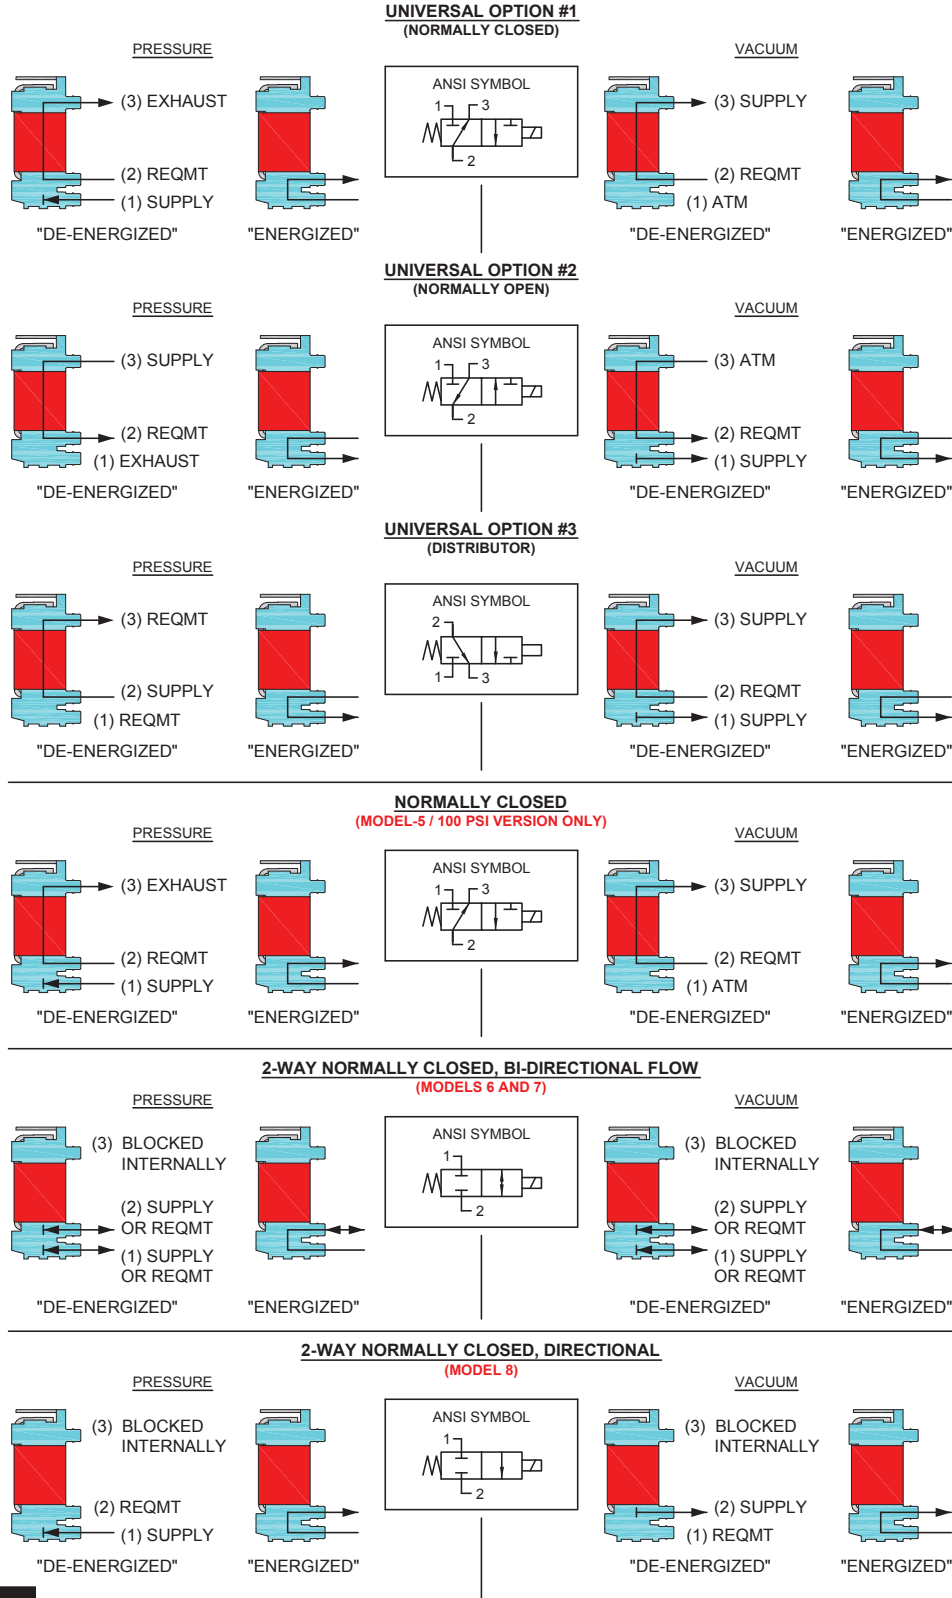 UNIVERSAL OPTION #1
(NORMALLY CLOSED)
PRESSURE
VACUUM
ANSI SYMBOL
1
3
2
(3) EXHAUST
(2) REQMT
(1) SUPPLY
"DE-ENERGIZED"
"ENERGIZED"
(3) SUPPLY
(2) REQMT
(1) ATM
"DE-ENERGIZED"
"ENERGIZED"
UNIVERSAL OPTION #2
(NORMALLY OPEN)
PRESSURE
VACUUM
ANSI SYMBOL
1
3
2
(3) SUPPLY
(2) REQMT
(1) EXHAUST
"DE-ENERGIZED"
"ENERGIZED"
(3) ATM
(2) REQMT
(1) SUPPLY
"DE-ENERGIZED"
"ENERGIZED"
UNIVERSAL OPTION #3
(DISTRIBUTOR)
PRESSURE
VACUUM
ANSI SYMBOL
2
1
3
(3) REQMT
(2) SUPPLY
(1) REQMT
"DE-ENERGIZED"
"ENERGIZED"
(3) SUPPLY
(2) REQMT
(1) SUPPLY
"DE-ENERGIZED"
"ENERGIZED"
NORMALLY CLOSED
(MODEL-5 / 100 PSI VERSION ONLY)
PRESSURE
VACUUM
ANSI SYMBOL
1
3
2
(3) EXHAUST
(2) REQMT
(1) SUPPLY
"DE-ENERGIZED"
"ENERGIZED"
(3) SUPPLY
(2) REQMT
(1) ATM
"DE-ENERGIZED"
"ENERGIZED"
2-WAY NORMALLY CLOSED, BI-DIRECTIONAL FLOW
(MODELS 6 AND 7)
PRESSURE
VACUUM
ANSI SYMBOL
1
2
(3) BLOCKED
INTERNALLY
(2) SUPPLY
OR REQMT
(1) SUPPLY
OR REQMT
"DE-ENERGIZED"
"ENERGIZED"
(3) BLOCKED
INTERNALLY
(2) SUPPLY
OR REQMT
(1) SUPPLY
OR REQMT
"DE-ENERGIZED"
"ENERGIZED"
2-WAY NORMALLY CLOSED, DIRECTIONAL
(MODEL 8)
PRESSURE
VACUUM
ANSI SYMBOL
1
2
(3) BLOCKED
INTERNALLY
(2) REQMT
(1) SUPPLY
"DE-ENERGIZED"
"ENERGIZED"
(3) BLOCKED
INTERNALLY
(2) SUPPLY
(1) REQMT
"DE-ENERGIZED"
"ENERGIZED"